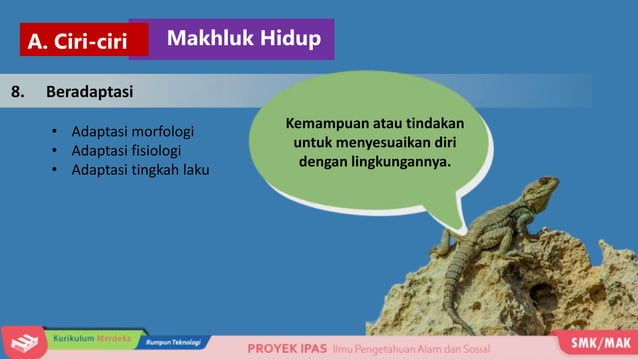 A. Ciri-ciri Makhluk Hidup
8. Beradaptasi
• Adaptasi morfologi
• Adaptasi fisiologi
• Adaptasi tingkah laku
Kemampuan atau tindakan
untuk menyesuaikan diri
dengan lingkungannya.
Kurikulum Merdeka
Rumpun Teknologi
PROYEK IPAS Ilmu Pengetahuan Alam dan Sosial
SMK/MAK